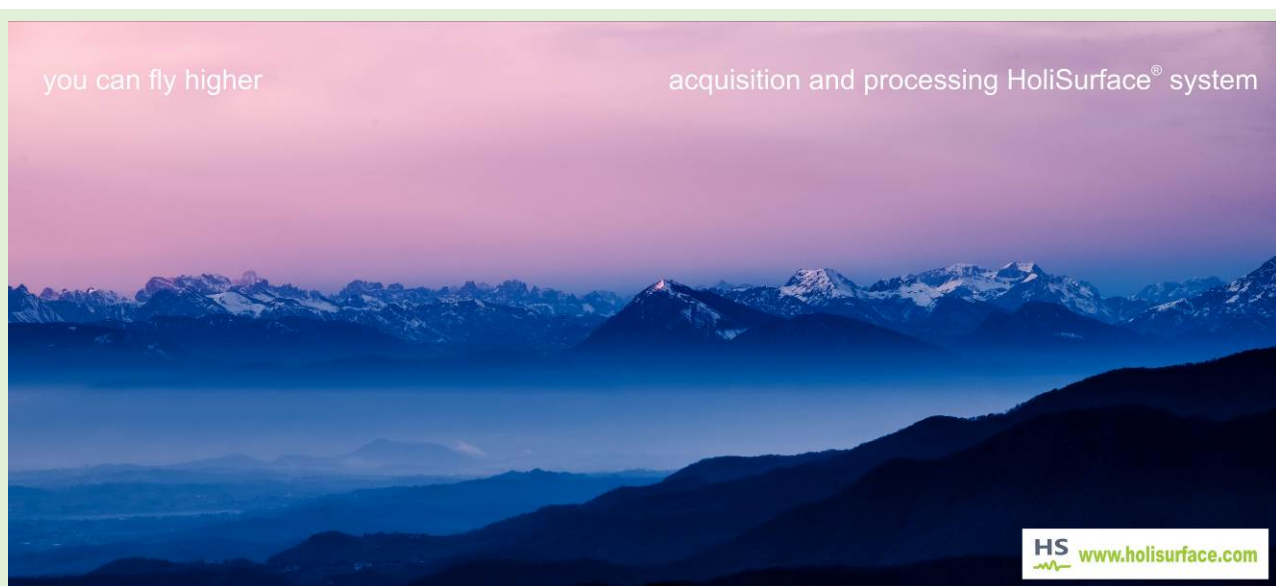 you can fly higher
acquisition and processing HoliSurface® system
HS www.holisurface.com